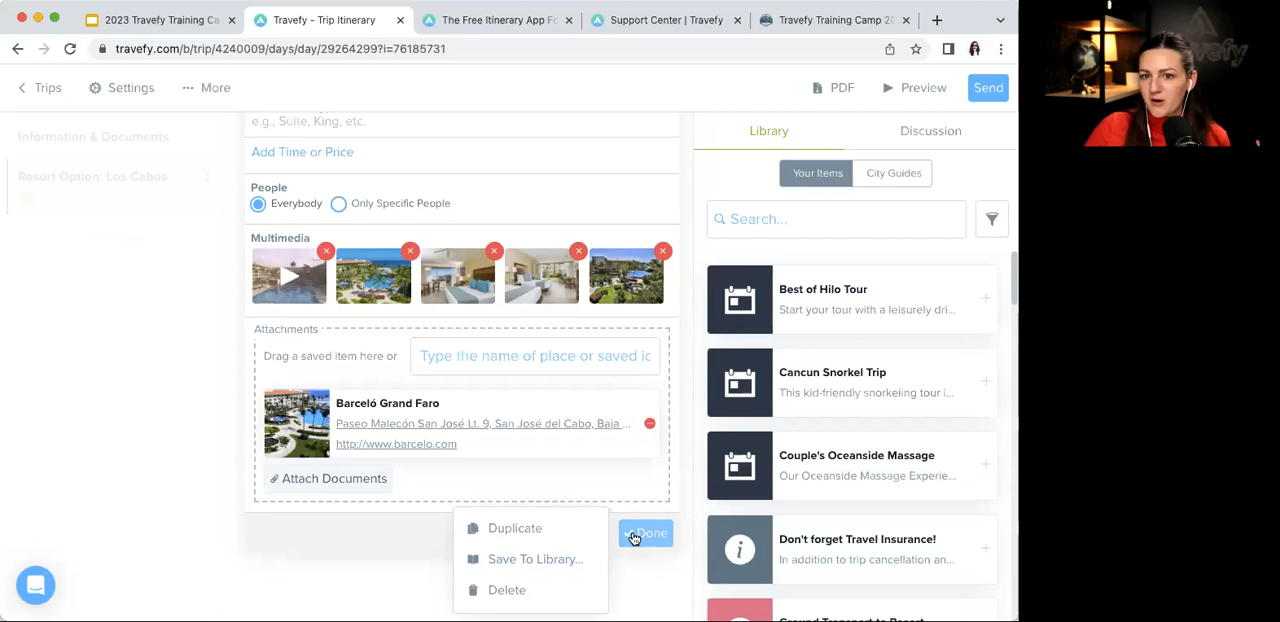 2023 Travefy Training Ca
Travefy - Trip Itinerary
The Free Itinerary App Fo
Support Center | Travefy
Travefy Training Camp 20
travefy.com/b/trip/4240009/days/day/29264299?i=76185731
Trips
Settings
More
PDF
Preview
Send
Information & Documents
Resort Option: Los Cabos
e.g., Suite, King, etc.
Add Time or Price
People
Everybody
Only Specific People
Multimedia
Attachments
Drag a saved item here or
Type the name of place or saved ic
Barceló Grand Faro
Paseo Malecón San José Lt. 9, San José del Cabo, Baja ...
http://www.barcelo.com
Attach Documents
Duplicate
Save To Library...
Delete
Done
Library
Discussion
Your Items
City Guides
Search...
Best of Hilo Tour
Start your tour with a leisurely dri...
Cancun Snorkel Trip
This kid-friendly snorkeling tour i...
Couple's Oceanside Massage
Our Oceanside Massage Experie...
Don't forget Travel Insurance!
In addition to trip cancellation an...
Ground Transport to Resort